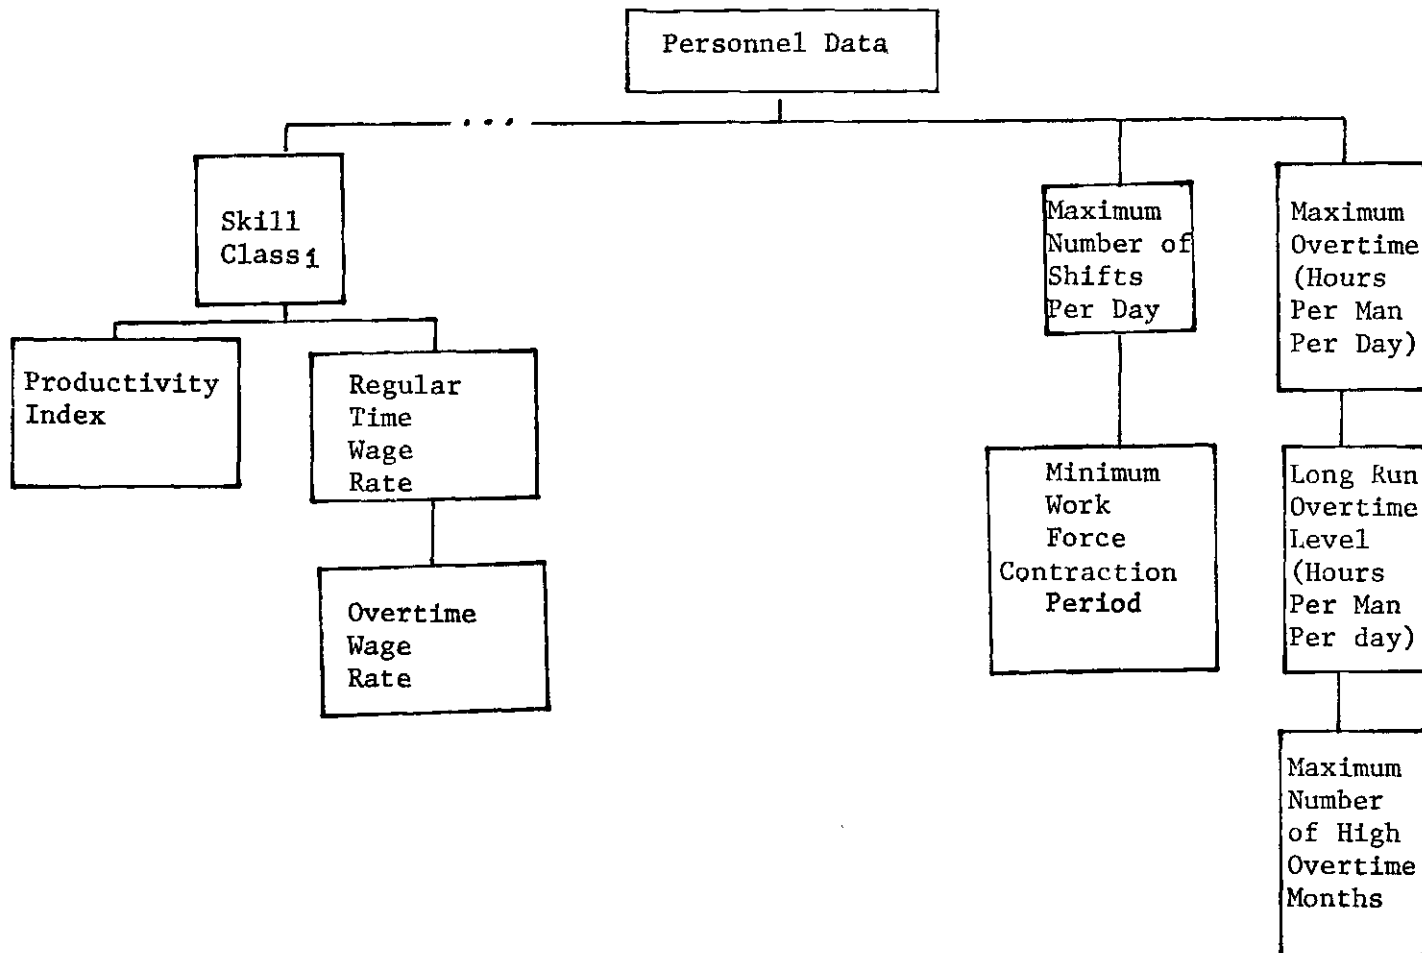 Personnel Data
. . .
Skill
Class i
Maximum
Number of
Shifts
Per Day
Maximum
Overtime
(Hours
Per Man
Per Day)
Productivity
Index
Regular
Time
Wage
Rate
Minimum
Work
Force
Contraction
Period
Long Run
Overtime
Level
(Hours
Per Man
Per day)
Overtime
Wage
Rate
Maximum
Number
of High
Overtime
Months